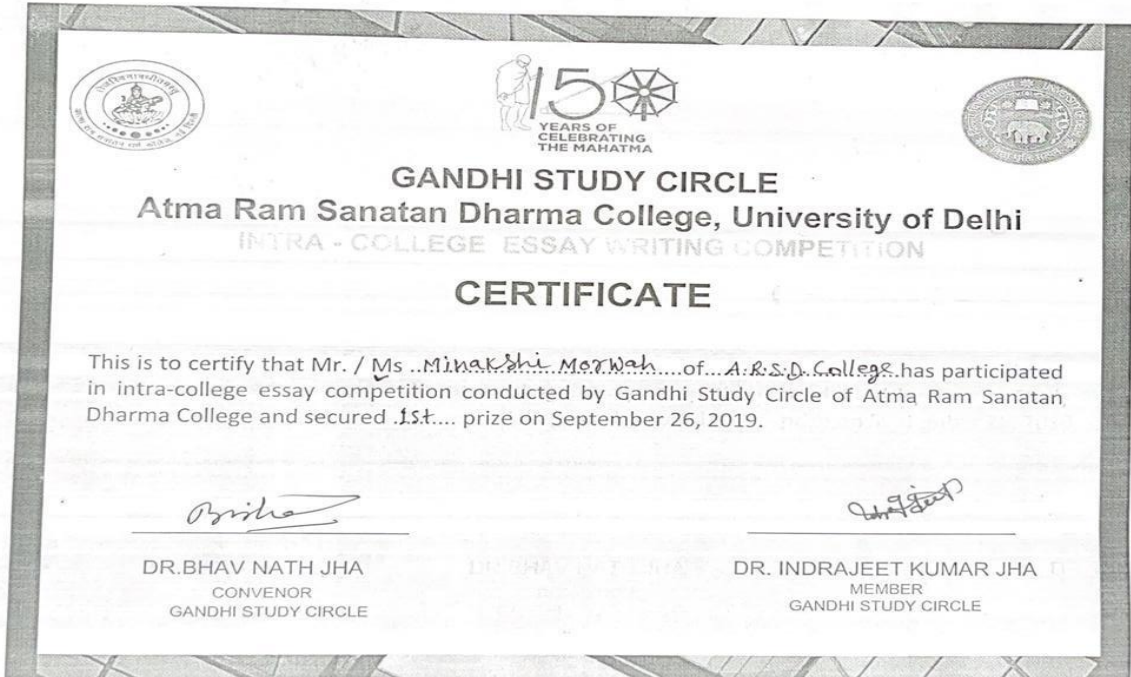 150
YEARS OF
CELEBRATING
THE MAHATMA
GANDHI STUDY CIRCLE
Atma Ram Sanatan Dharma College, University of Delhi
INTRA - COLLEGE ESSAY WRITING COMPETITION
CERTIFICATE
This is to certify that Mr. / Ms ..Minakshi Morwah....of...A.R.S.D. College.has participated
in intra-college essay competition conducted by Gandhi Study Circle of Atma Ram Sanatan
Dharma College and secured .1st.... prize on September 26, 2019.
DR.BHAV NATH JHA
CONVENOR
GANDHI STUDY CIRCLE
DR. INDRAJEET KUMAR JHA
MEMBER
GANDHI STUDY CIRCLE